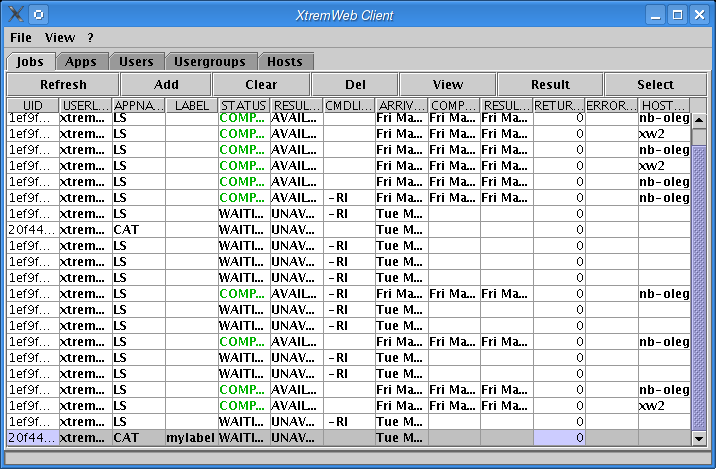 XtremWeb Client
File View ?
Jobs Apps Users Usergroups Hosts
Refresh Add Clear Del View Result Select
UID USERL... APPNA... LABEL STATUS RESUL... CMDLI... ARRIV... COMP... RESUL... RETUR... ERROR... HOST...
1ef9f... xtrem... LS COMP... AVAIL... Fri Ma... Fri Ma... Fri Ma... 0 nb-oleg
1ef9f... xtrem... LS COMP... AVAIL... Fri Ma... Fri Ma... Fri Ma... 0 xw2
1ef9f... xtrem... LS COMP... AVAIL... Fri Ma... Fri Ma... Fri Ma... 0 nb-oleg
1ef9f... xtrem... LS COMP... AVAIL... Fri Ma... Fri Ma... Fri Ma... 0 xw2
1ef9f... xtrem... LS COMP... AVAIL... Fri Ma... Fri Ma... Fri Ma... 0 nb-oleg
1ef9f... xtrem... LS COMP... AVAIL... -RI Fri Ma... Fri Ma... Fri Ma... 0 nb-oleg
1ef9f... xtrem... LS WAITI... UNAV... -RI Tue M... 0
20f44... xtrem... CAT WAITI... UNAV... Tue M... 0
1ef9f... xtrem... LS WAITI... UNAV... -RI Tue M... 0
1ef9f... xtrem... LS WAITI... UNAV... -RI Tue M... 0
1ef9f... xtrem... LS WAITI... UNAV... -RI Tue M... 0
1ef9f... xtrem... LS COMP... AVAIL... Fri Ma... Fri Ma... Fri Ma... 0 nb-oleg
1ef9f... xtrem... LS WAITI... UNAV... -RI Tue M... 0
1ef9f... xtrem... LS WAITI... UNAV... -RI Tue M... 0
1ef9f... xtrem... LS COMP... AVAIL... Fri Ma... Fri Ma... Fri Ma... 0 nb-oleg
1ef9f... xtrem... LS WAITI... UNAV... -RI Tue M... 0
1ef9f... xtrem... LS WAITI... UNAV... -RI Tue M... 0
1ef9f... xtrem... LS COMP... AVAIL... Fri Ma... Fri Ma... Fri Ma... 0 nb-oleg
1ef9f... xtrem... LS COMP... AVAIL... Fri Ma... Fri Ma... Fri Ma... 0 xw2
1ef9f... xtrem... LS WAITI... UNAV... -RI Tue M... 0
20f44... xtrem... CAT mylabel WAITI... UNAV... Tue M... 0